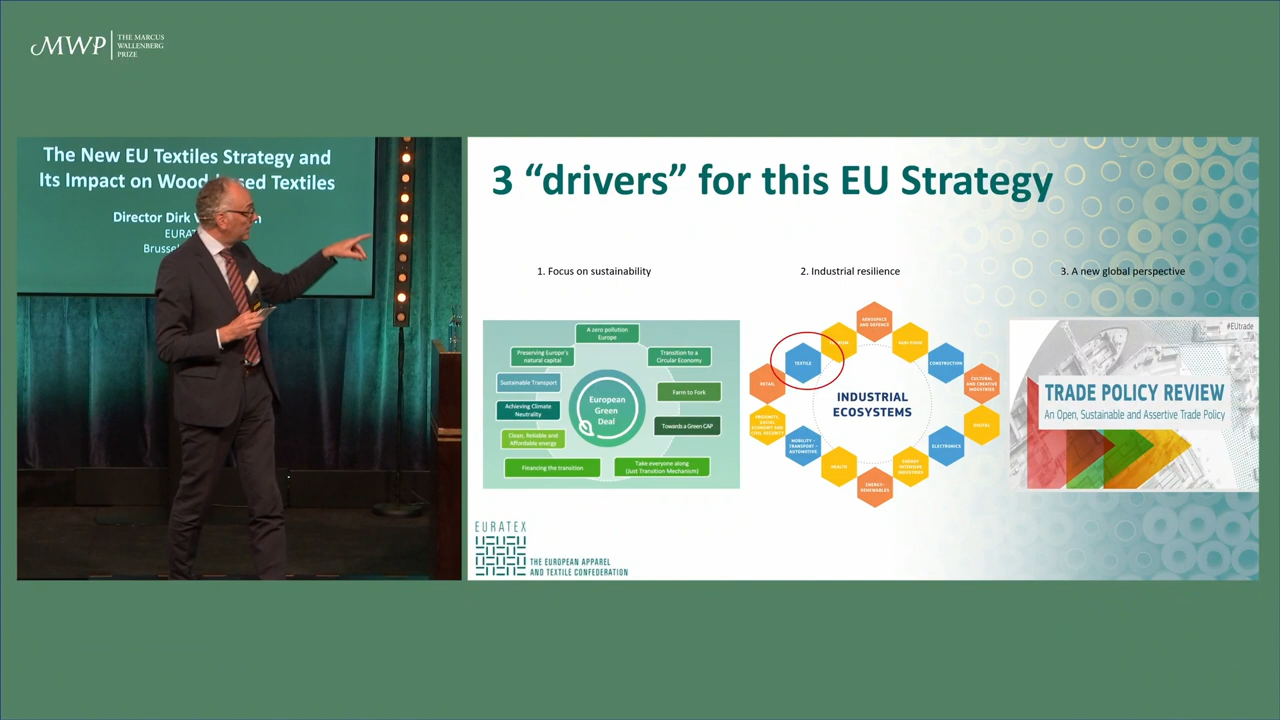 MWP
THE MARCUS
WALLENBERG
PRIZE
The New EU Textiles Strategy and
Its Impact on Textiles
Director Dirk
3 “drivers” for this EU Strategy
1. Focus on sustainability
2. Industrial resilience
3. A new global perspective
A zero pollution
Europe
Preserving Europe's
natural capital
Transition to a
Circular Economy
Sustainable Transport
Farm to Fork
Achieving Climate
Neutrality
European
Green
Deal
Towards a Green CAP
Clean, Reliable and
Affordable energy
Financing the transition
Take everyone along
(Just Transition Mechanism)
AEROSPACE
AND DEFENCE
AGRI-FOOD
TEXTILE
CONSTRUCTION
RETAIL
CULTURAL
AND CREATIVE
INDUSTRIES
INDUSTRIAL
ECOSYSTEMS
PROXIMITY,
SOCIAL
ECONOMY AND
CIVIL SECURITY
DIGITAL
MOBILITY -
TRANSPORT -
AUTOMOTIVE
ELECTRONICS
HEALTH
ENERGY
INTENSIVE
INDUSTRIES
ENERGY-
RENEWABLES
#EUtrade
TRADE POLICY REVIEW
An Open, Sustainable and Assertive Trade Policy
EURATEX
THE EUROPEAN APPAREL
AND TEXTILE CONFEDERATION